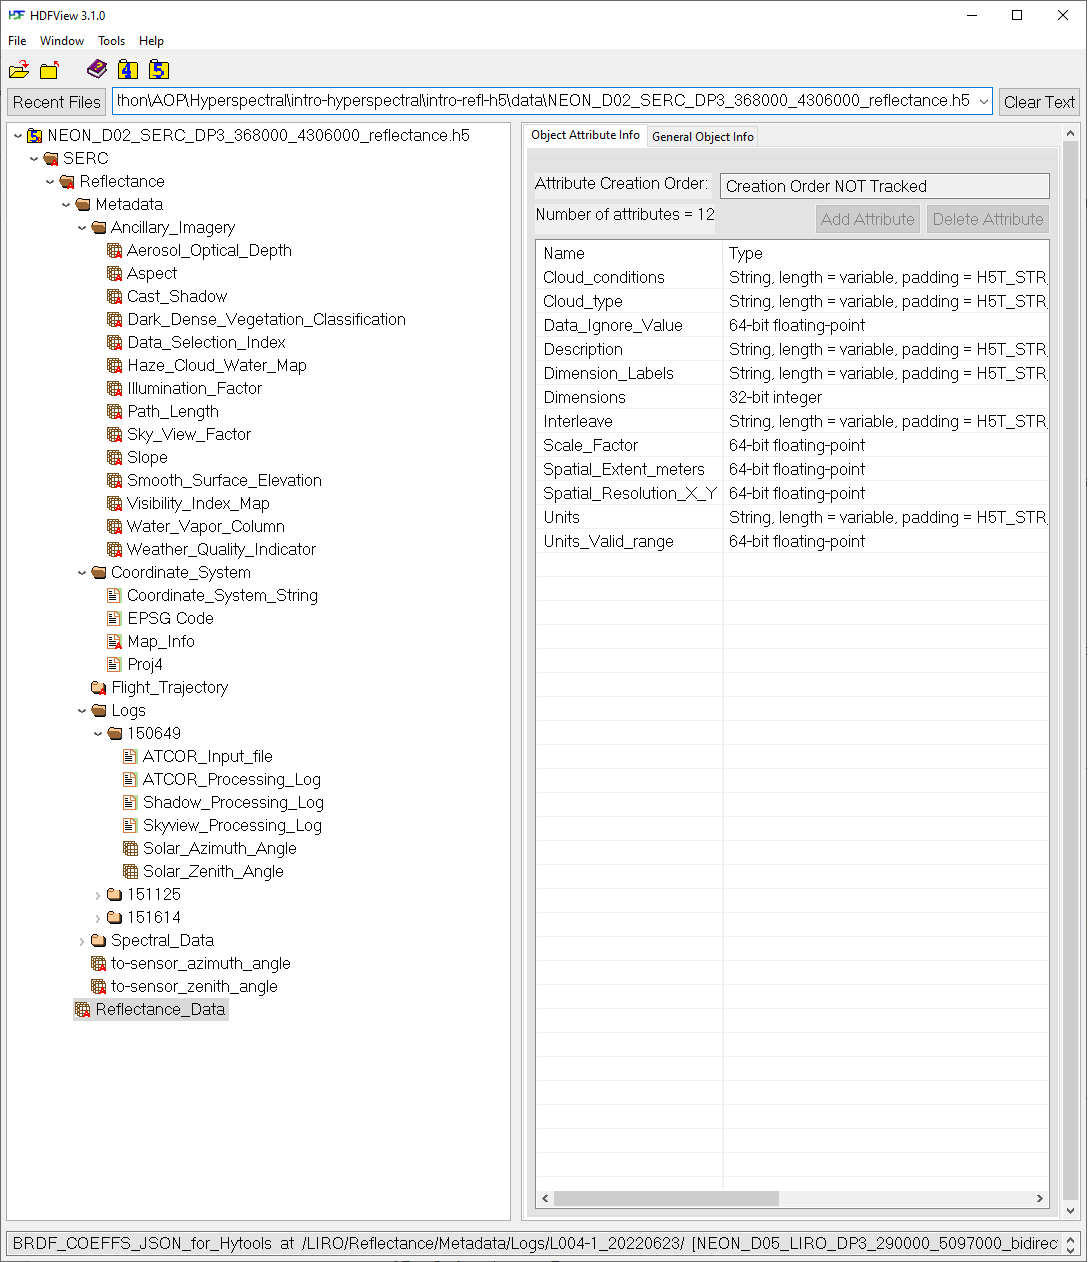 HDFView 3.1.0
File Window Tools Help
Recent Files
thon\AOP\Hyperspectral\intro-hyperspectral\intro-refl-h5\data\NEON_D02_SERC_DP3_368000_4306000_reflectance.h5
Clear Text
NEON_D02_SERC_DP3_368000_4306000_reflectance.h5
SERC
Reflectance
Metadata
Ancillary_Imagery
Aerosol_Optical_Depth
Aspect
Cast_Shadow
Dark_Dense_Vegetation_Classification
Data_Selection_Index
Haze_Cloud_Water_Map
Illumination_Factor
Path_Length
Sky_View_Factor
Slope
Smooth_Surface_Elevation
Visibility_Index_Map
Water_Vapor_Column
Weather_Quality_Indicator
Coordinate_System
Coordinate_System_String
EPSG Code
Map_Info
Proj4
Flight_Trajectory
Logs
150649
ATCOR_Input_file
ATCOR_Processing_Log
Shadow_Processing_Log
Skyview_Processing_Log
Solar_Azimuth_Angle
Solar_Zenith_Angle
151125
151614
Spectral_Data
to-sensor_azimuth_angle
to-sensor_zenith_angle
Reflectance_Data
Object Attribute Info General Object Info
Attribute Creation Order: Creation Order NOT Tracked
Number of attributes = 12 Add Attribute Delete Attribute
Name Type
Cloud_conditions String, length = variable, padding = H5T_STR_
Cloud_type String, length = variable, padding = H5T_STR_
Data_Ignore_Value 64-bit floating-point
Description String, length = variable, padding = H5T_STR_
Dimension_Labels String, length = variable, padding = H5T_STR_
Dimensions 32-bit integer
Interleave String, length = variable, padding = H5T_STR_
Scale_Factor 64-bit floating-point
Spatial_Extent_meters 64-bit floating-point
Spatial_Resolution_X_Y 64-bit floating-point
Units String, length = variable, padding = H5T_STR_
Units_Valid_range 64-bit floating-point
BRDF_COEFFS_JSON_for_Hytools at /LIRO/Reflectance/Metadata/Logs/L004-1_20220623/ [NEON_D05_LIRO_DP3_290000_5097000_bidirec